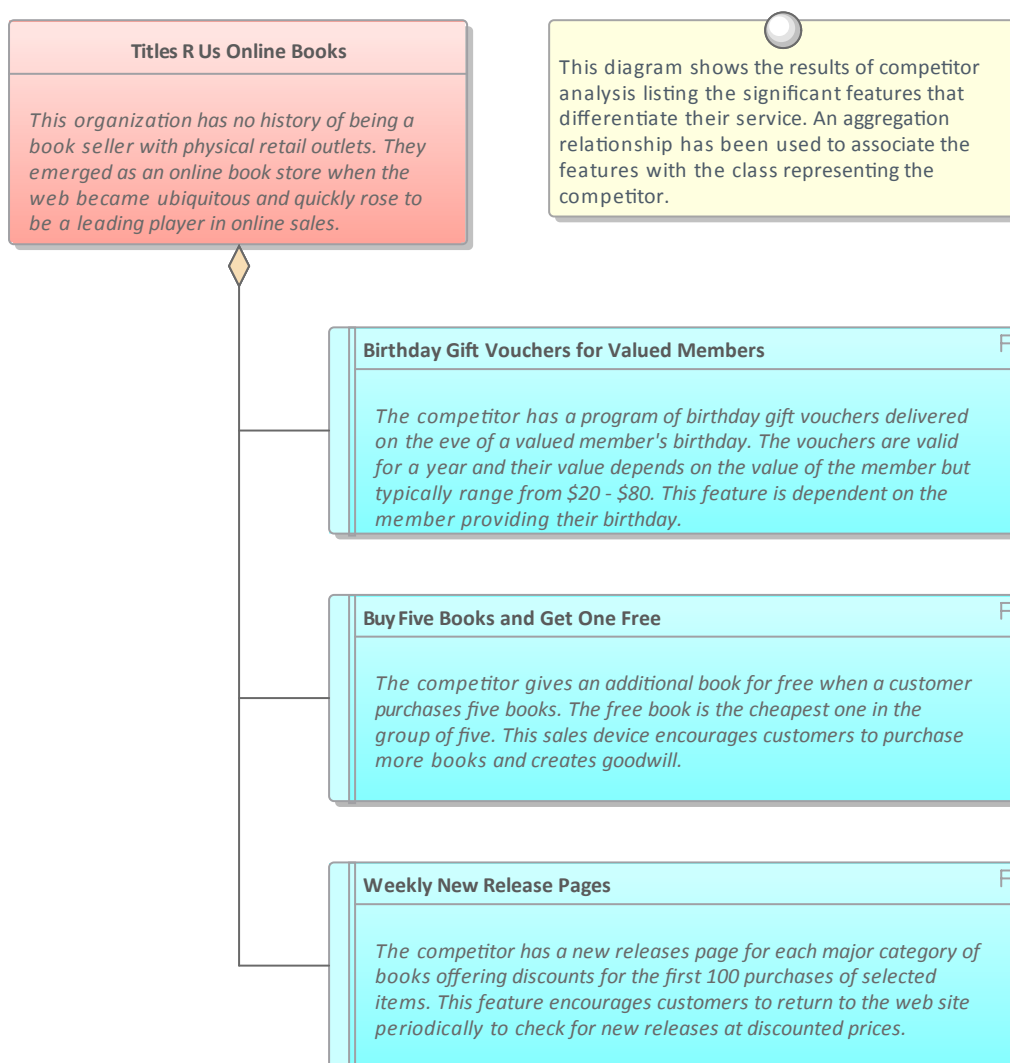 Titles R Us Online Books
This organization has no history of being a
book seller with physical retail outlets. They
emerged as an online book store when the
web became ubiquitous and quickly rose to
be a leading player in online sales.
This diagram shows the results of competitor
analysis listing the significant features that
differentiate their service. An aggregation
relationship has been used to associate the
features with the class representing the
competitor.
Birthday Gift Vouchers for Valued Members
The competitor has a program of birthday gift vouchers delivered
on the eve of a valued member's birthday. The vouchers are valid
for a year and their value depends on the value of the member but
typically range from $20 - $80. This feature is dependent on the
member providing their birthday.
Buy Five Books and Get One Free
The competitor gives an additional book for free when a customer
purchases five books. The free book is the cheapest one in the
group of five. This sales device encourages customers to purchase
more books and creates goodwill.
Weekly New Release Pages
The competitor has a new releases page for each major category of
books offering discounts for the first 100 purchases of selected
items. This feature encourages customers to return to the web site
periodically to check for new releases at discounted prices.